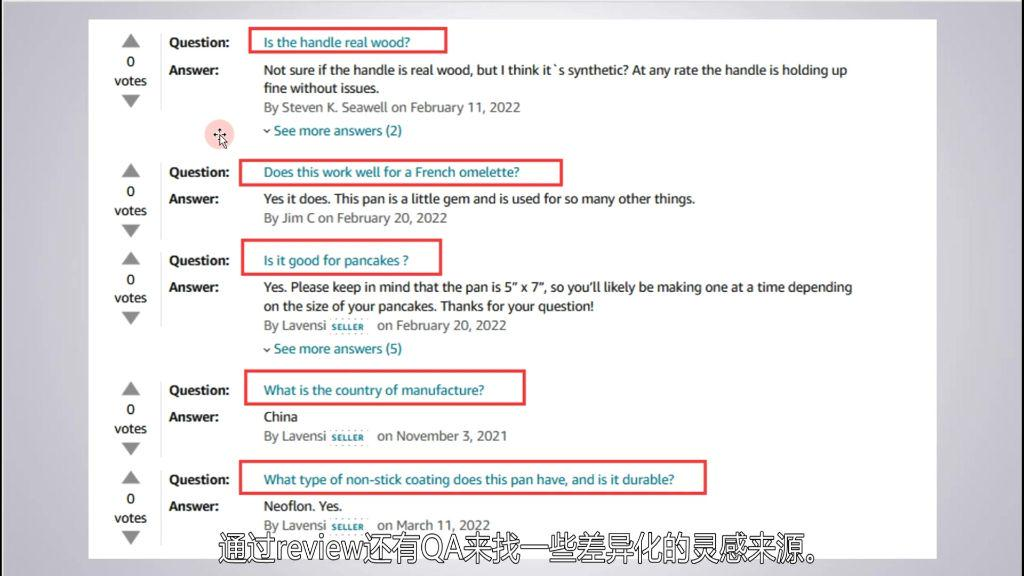 Question: Is the handle real wood?
0
votes
Answer: Not sure if the handle is real wood, but I think it`s synthetic? At any rate the handle is holding up
fine without issues.
By Steven K. Seawell on February 11, 2022
See more answers (2)
Question: Does this work well for a French omelette?
0
votes
Answer: Yes it does. This pan is a little gem and is used for so many other things.
By Jim C on February 20, 2022
Question: Is it good for pancakes ?
0
votes
Answer: Yes. Please keep in mind that the pan is 5” x 7”, so you’ll likely be making one at a time depending
on the size of your pancakes. Thanks for your question!
By Lavensi SELLER on February 20, 2022
See more answers (5)
Question: What is the country of manufacture?
0
votes
Answer: China
By Lavensi SELLER on November 3, 2021
Question: What type of non-stick coating does this pan have, and is it durable?
0
votes
Answer: Neoflon. Yes.
By Lavensi SELLER on March 11, 2022
通过review还有QA来找一些差异化的灵感来源。